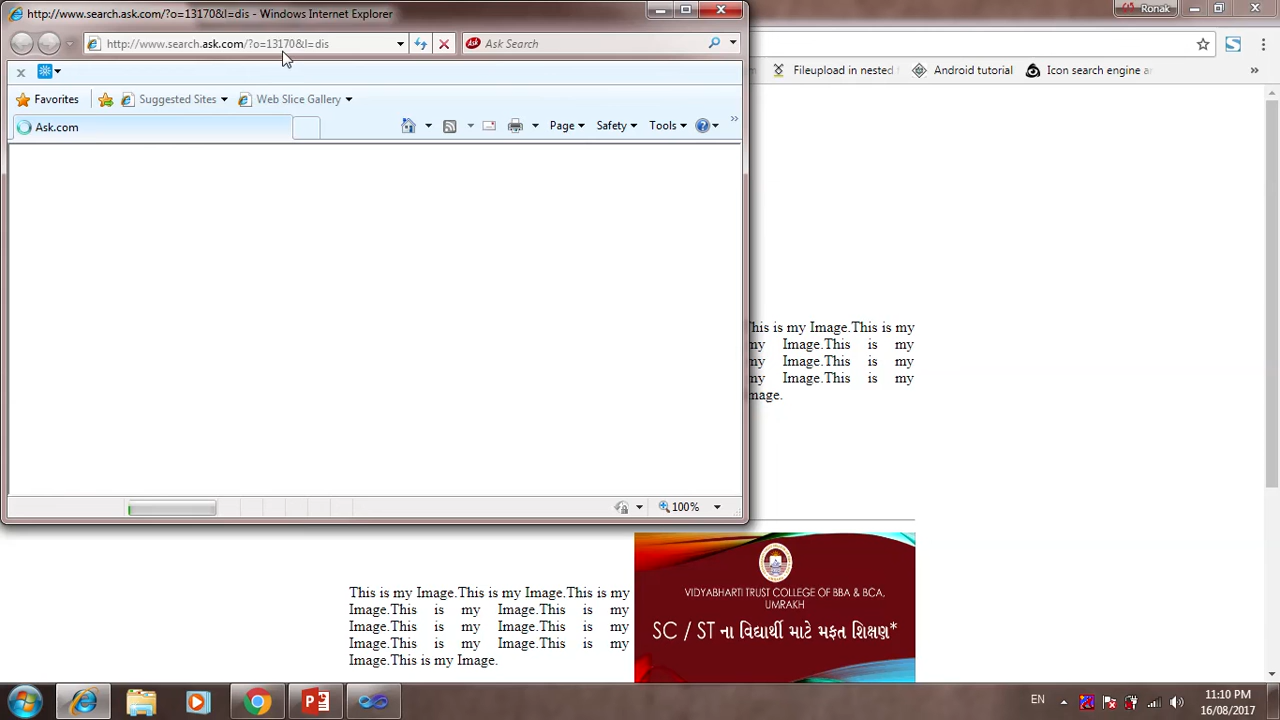 http://www.search.ask.com/?o=13170&l=dis - Windows Internet Explorer
Ronak
http://www.search.ask.com/?o=13170&l=dis
Ask Search
Fileupload in nested
Android tutorial
Icon search engine a
Favorites
Suggested Sites
Web Slice Gallery
Ask.com
Page
Safety
Tools
This is my Image.This is my
my Image.This is my
my Image.This is my
my Image.This is my
mage.
100%
This is my Image.This is my Image.This is my
Image.This is my Image.This is my
Image.This is my Image.This is my
Image.This is my Image.This is my
Image.This is my Image.
VIDYABHARTI TRUST COLLEGE OF BBA & BCA,
UMRAKH
SC / ST ના વિદ્યાર્થી માટે મફત શિક્ષણ*
EN
11:10 PM
16/08/2017